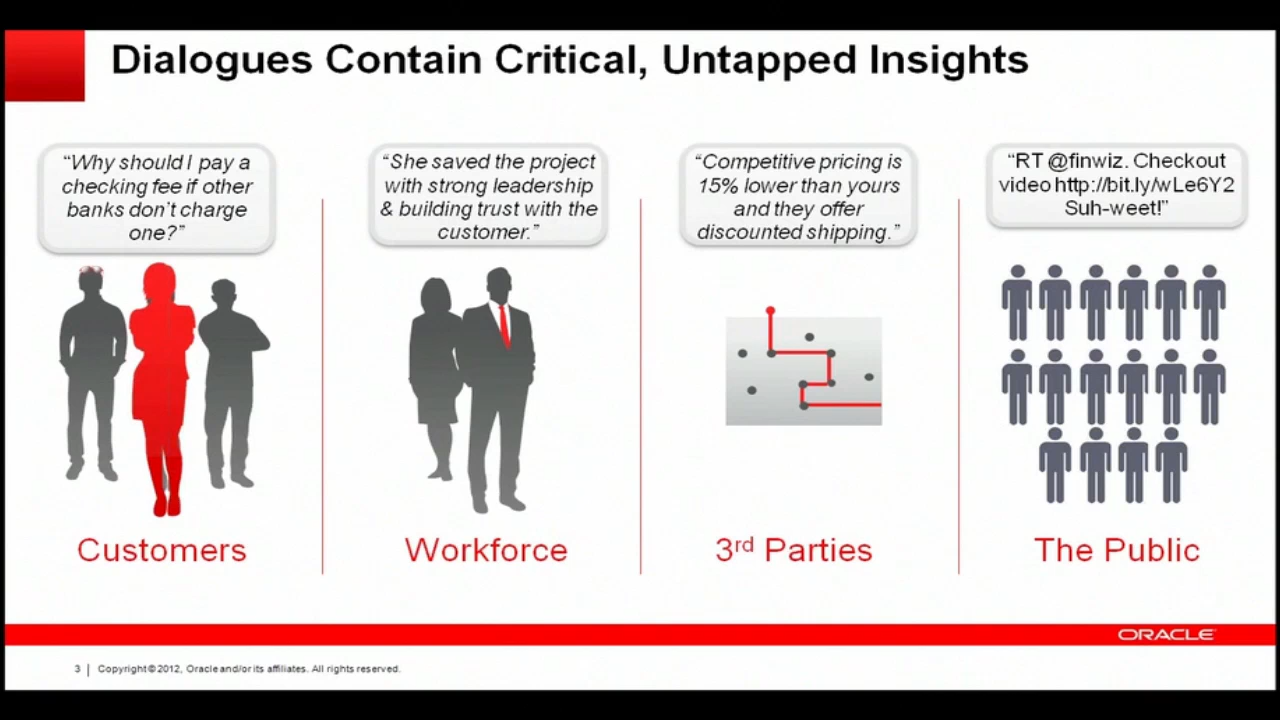 Dialogues Contain Critical, Untapped Insights
“Why should I pay a
checking fee if other
banks don’t charge
one?”
“She saved the project
with strong leadership
& building trust with the
customer.”
“Competitive pricing is
15% lower than yours
and they offer
discounted shipping.”
“RT @finwiz. Checkout
video http://bit.ly/wLe6Y2
Suh-weet!”
Customers
Workforce
3rd Parties
The Public
ORACLE
3 | Copyright © 2012, Oracle and/or its affiliates. All rights reserved.